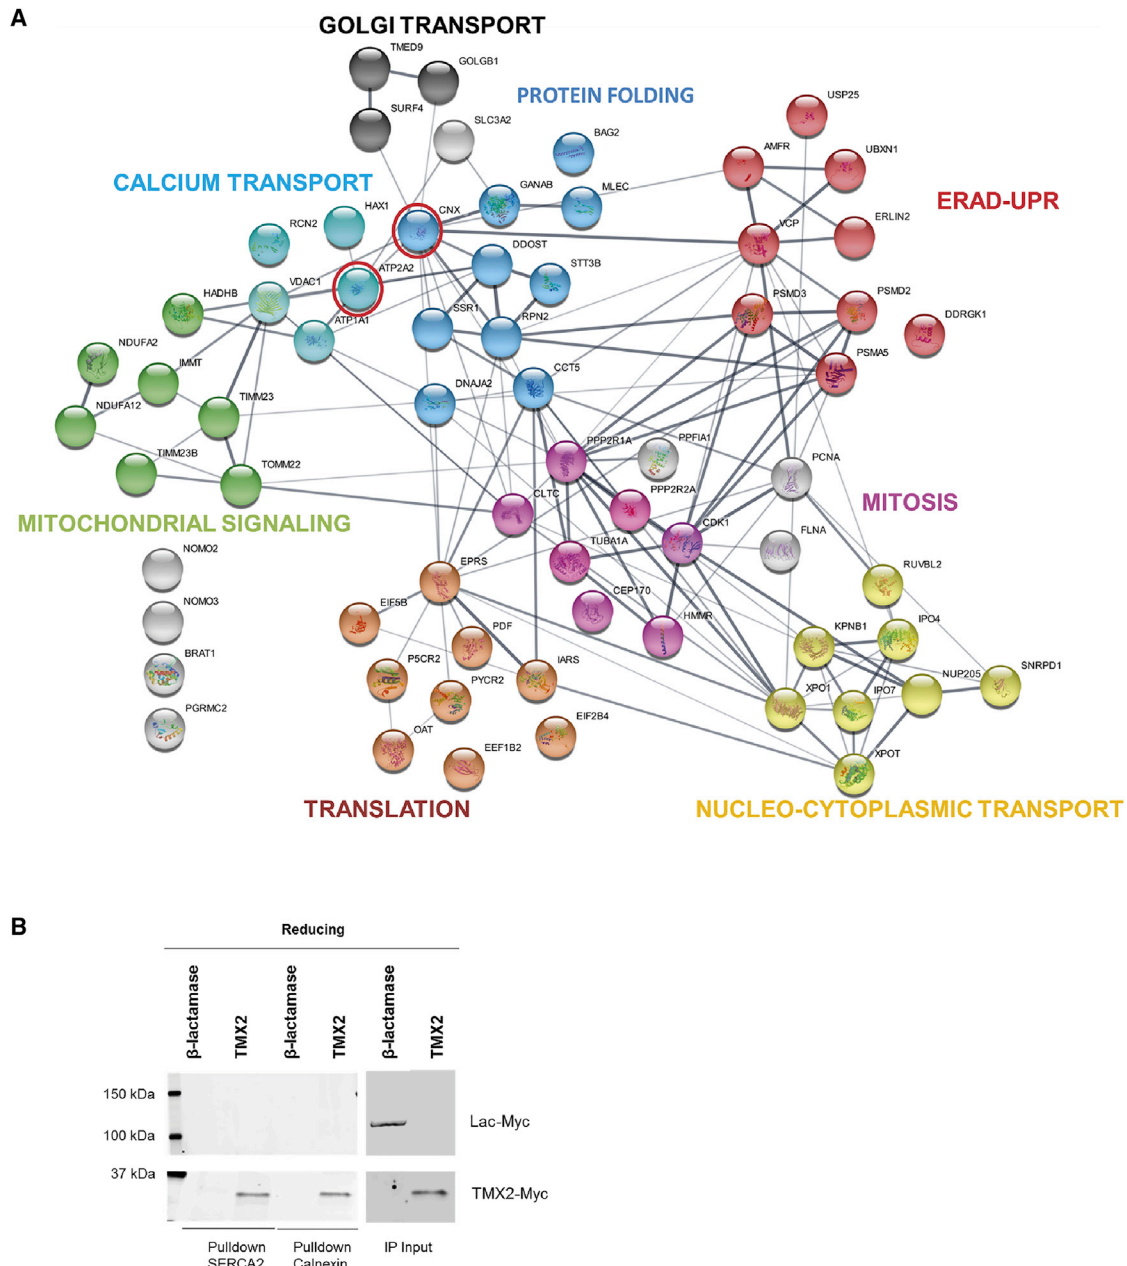 A
GOLGI TRANSPORT
TMED9
GOLGB1
PROTEIN FOLDING
USP25
SURF4
SLC3A2
BAG2
AMFR
UBXN1
CALCIUM TRANSPORT
GANAB
MLEC
ERAD-UPR
HAX1
CNX
RCN2
VCP
ERLIN2
DDOST
STT3B
ATP2A2
VDAC1
HADHB
PSMD3
PSMD2
DDRGK1
ATP1A1
SSR1
RPN2
NDUFA2
IMMT
CCT5
PSMA5
DNAJA2
NDUFA12
TIMM23
TIMM23B
TOMM22
PPP2R1A
PPFIA1
PCNA
PPP2R2A
MITOSIS
CLTC
CDK1
FLNA
MITOCHONDRIAL SIGNALING
TUBA1A
NOMO2
EPRS
RUVBL2
CEP170
HMMR
NOMO3
EIF5B
PDF
KPNB1
IPO4
BRAT1
P5CR2
PYCR2
IARS
NUP205
SNRPD1
XPO1
IPO7
PGRMC2
OAT
EIF2B4
EEF1B2
XPOT
TRANSLATION
NUCLEO-CYTOPLASMIC TRANSPORT
B
Reducing
β-lactamase
TMX2
β-lactamase
TMX2
β-lactamase
TMX2
150 kDa
100 kDa
Lac-Myc
37 kDa
TMX2-Myc
Pulldown
SERCA2
Pulldown
Calnexin
IP Input